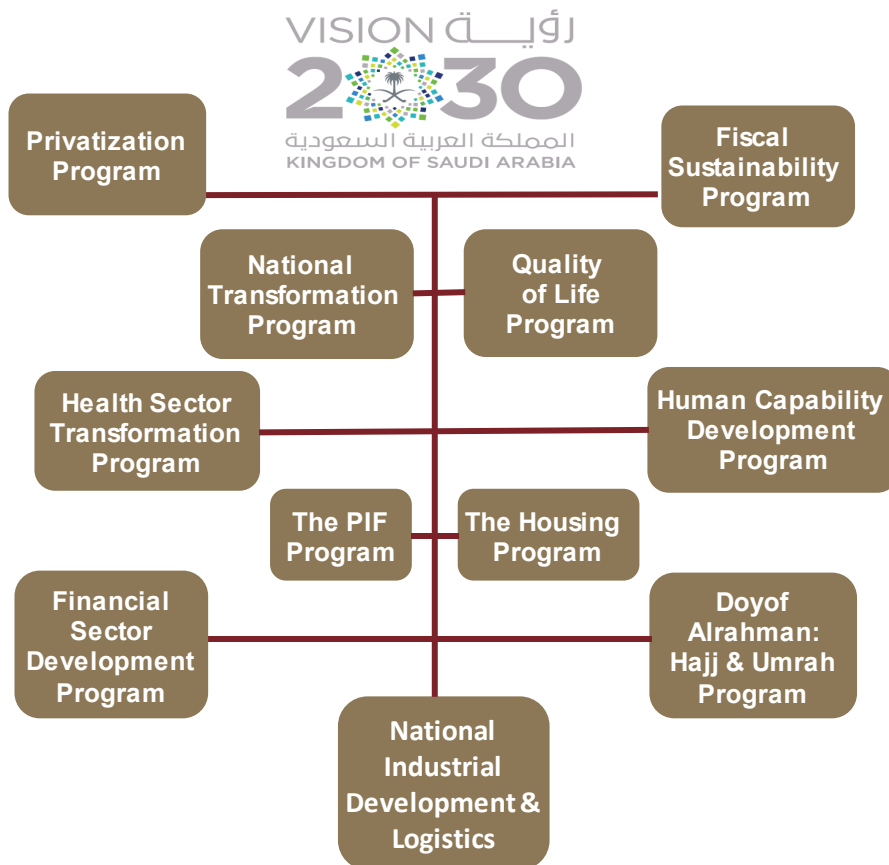 VISION رؤيــة
2030
المملكة العربية السعودية
KINGDOM OF SAUDI ARABIA
Privatization
Program
Fiscal
Sustainability
Program
National
Transformation
Program
Quality
of Life
Program
Health Sector
Transformation
Program
Human Capability
Development
Program
The PIF
Program
The Housing
Program
Financial
Sector
Development
Program
Doyof
Alrahman:
Hajj & Umrah
Program
National
Industrial
Development &
Logistics